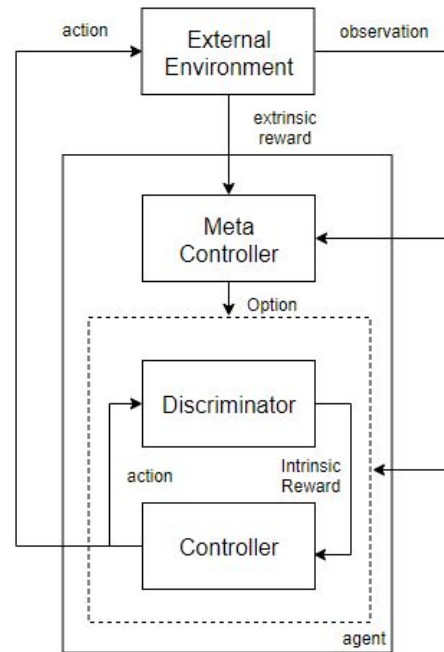 action
External
Environment
observation
extrinsic
reward
Meta
Controller
Option
Discriminator
action
Intrinsic
Reward
Controller
agent